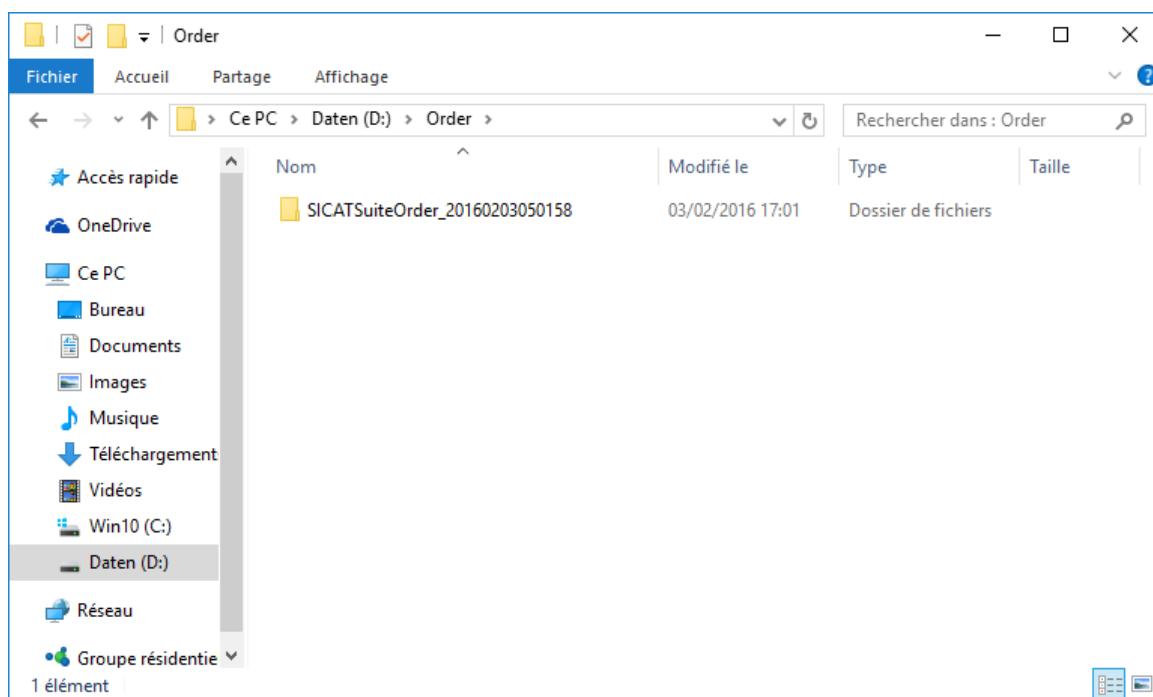 Order
Fichier Accueil Partage Affichage
Ce PC Daten (D:) Order Rechercher dans : Order
Nom Modifié le Type Taille
SICATSuiteOrder_20160203050158 03/02/2016 17:01 Dossier de fichiers
Accès rapide
OneDrive
Ce PC
Bureau
Documents
Images
Musique
Téléchargement
Vidéos
Win10 (C:)
Daten (D:)
Réseau
Groupe résidentie
1 élément